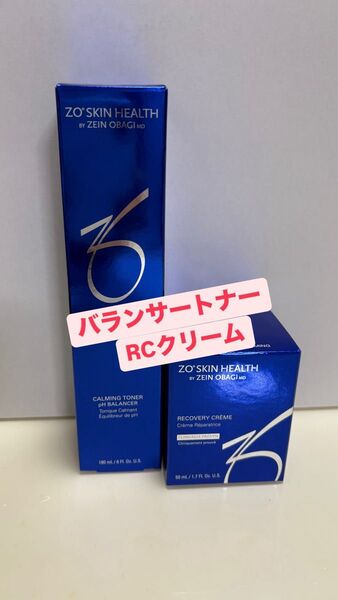 ZO® SKIN HEALTH
BY ZEIN OBAGI MD
バランサートナー
RCクリーム
CALMING TONER
pH BALANCER
Tonique Calmant
Équilibreur de pH
180 mL / 6 Fl. Oz. U.S.
ZO® SKIN HEALTH
BY ZEIN OBAGI MD
RECOVERY CRÈME
Crème Réparatrice
Cliniquement prouvé
50 mL / 1.7 Fl. Oz. U.S.